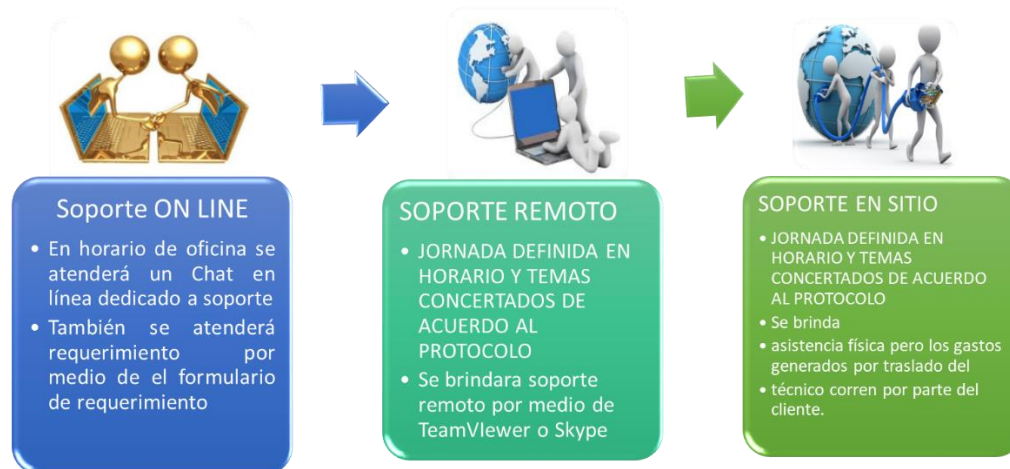 Soporte ON LINE
• En horario de oficina se
atenderá un Chat en
línea dedicado a soporte
• También se atenderá
requerimiento por
medio de el formulario
de requerimiento
SOPORTE REMOTO
• JORNADA DEFINIDA EN
HORARIO Y TEMAS
CONCERTADOS DE
ACUERDO AL
PROTOCOLO
• Se brindara soporte
remoto por medio de
TeamVIewer o Skype
SOPORTE EN SITIO
• JORNADA DEFINIDA EN
HORARIO Y TEMAS
CONCERTADOS DE ACUERDO
AL PROTOCOLO
• Se brinda
• asistencia física pero los gastos
generados por traslado del
• técnico corren por parte del
cliente.